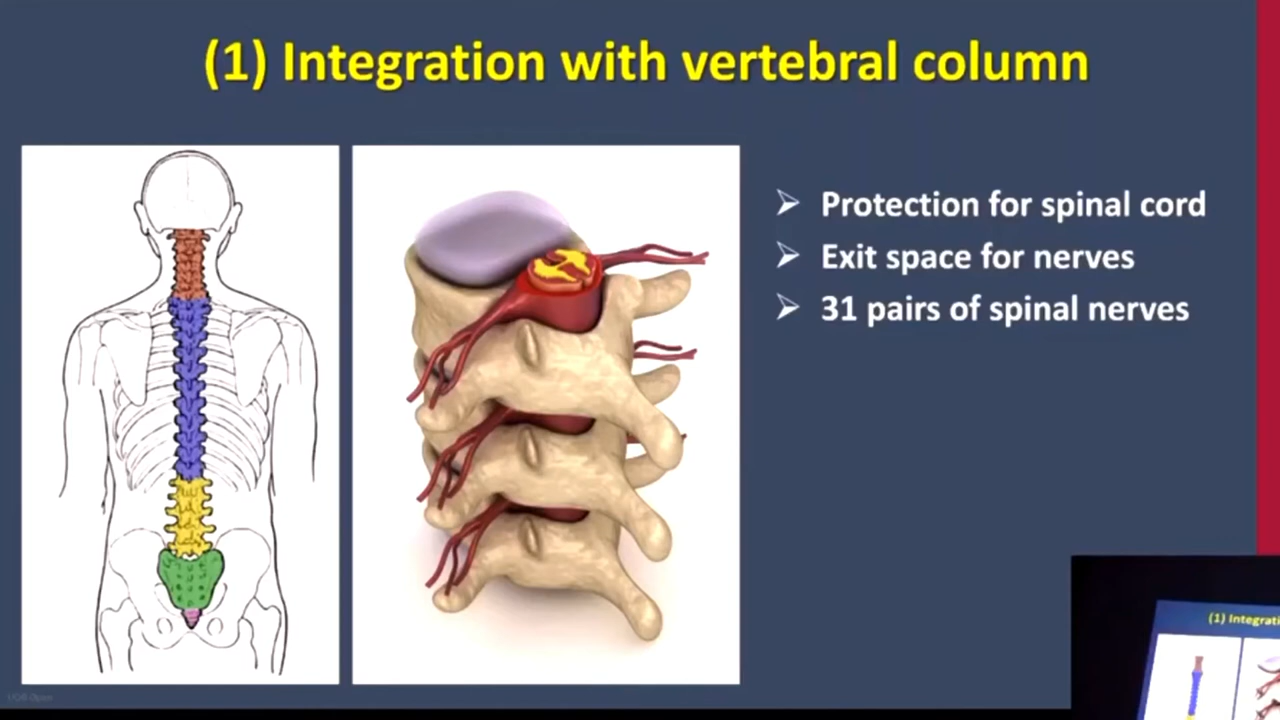 (1) Integration with vertebral column
Protection for spinal cord
Exit space for nerves
31 pairs of spinal nerves
(1) Integrati